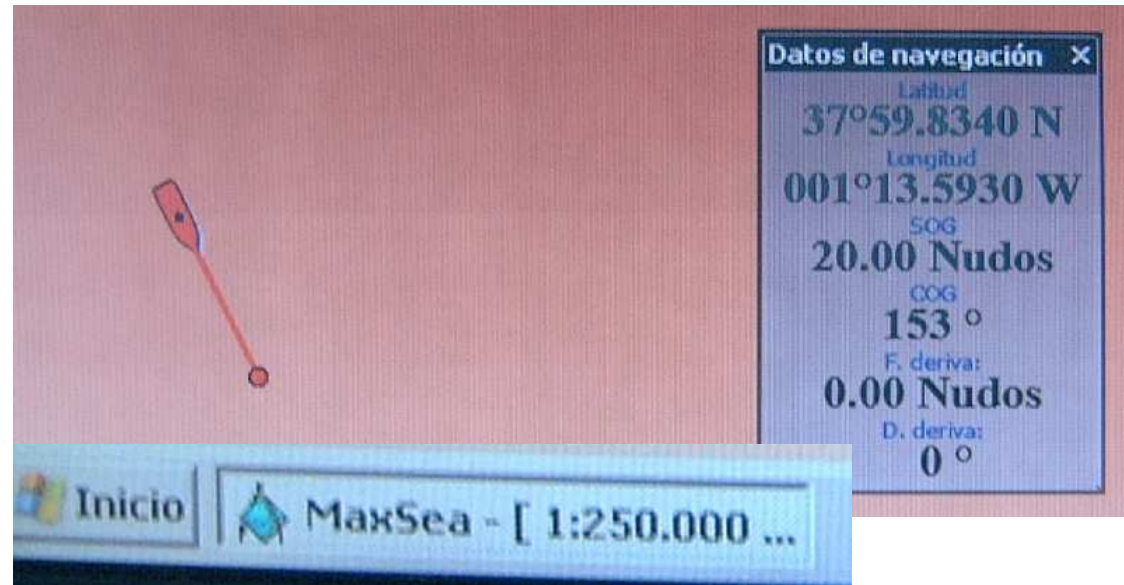 Datos de navegación ×
Latitud
37°59.8340 N
Longitud
001°13.5930 W
SOG
20.00 Nudos
COG
153 °
F. deriva:
0.00 Nudos
D. deriva:
0 °
Inicio
MaxSea - [ 1:250.000 ...